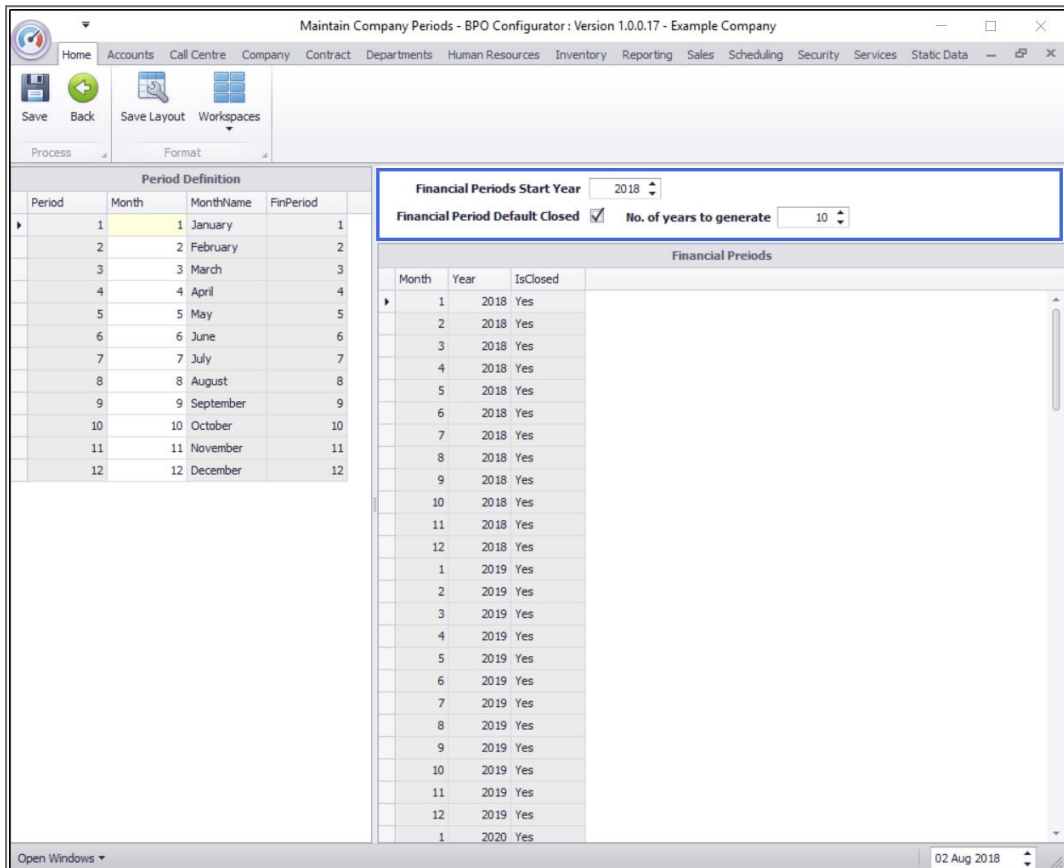 Maintain Company Periods - BPO Configurator : Version 1.0.0.17 - Example Company
Home Accounts Call Centre Company Contract Departments Human Resources Inventory Reporting Sales Scheduling Security Services Static Data
Save Back Save Layout Workspaces
Process Format
Period Definition
Period Month MonthName FinPeriod
1 1 January 1
2 2 February 2
3 3 March 3
4 4 April 4
5 5 May 5
6 6 June 6
7 7 July 7
8 8 August 8
9 9 September 9
10 10 October 10
11 11 November 11
12 12 December 12
Financial Periods Start Year 2018
Financial Period Default Closed No. of years to generate 10
Financial Preiods
Month Year IsClosed
1 2018 Yes
2 2018 Yes
3 2018 Yes
4 2018 Yes
5 2018 Yes
6 2018 Yes
7 2018 Yes
8 2018 Yes
9 2018 Yes
10 2018 Yes
11 2018 Yes
12 2018 Yes
1 2019 Yes
2 2019 Yes
3 2019 Yes
4 2019 Yes
5 2019 Yes
6 2019 Yes
7 2019 Yes
8 2019 Yes
9 2019 Yes
10 2019 Yes
11 2019 Yes
12 2019 Yes
1 2020 Yes
Open Windows 02 Aug 2018